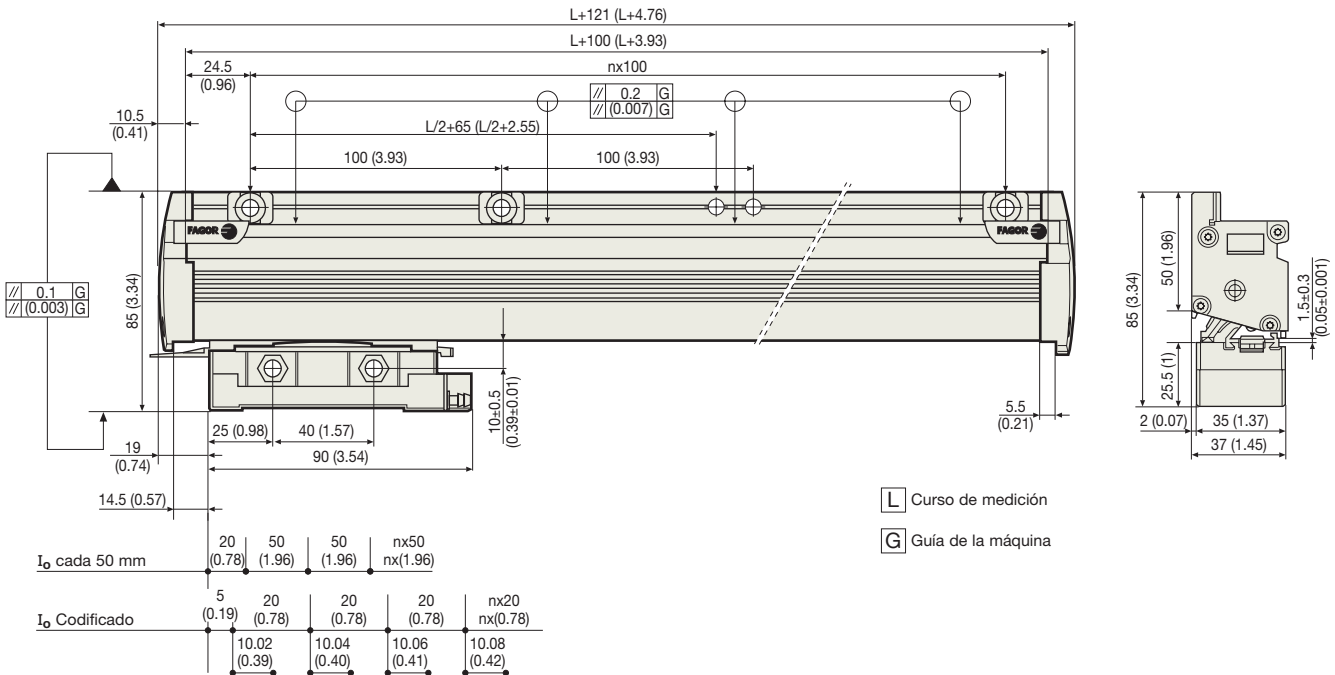 L+121 (L+4.76)
L+100 (L+3.93)
24.5
(0.96)
nx100
// 0.2 G
// (0.007) G
10.5
(0.41)
L/2+65 (L/2+2.55)
100 (3.93)
100 (3.93)
FAGOR
FAGOR
// 0.1 G
// (0.003) G
85 (3.34)
85 (3.34)
50 (1.96)
1.5±0.3
(0.05±0.001)
25.5 (1)
10±0.5
(0.39±0.01)
5.5
(0.21)
2 (0.07)
35 (1.37)
37 (1.45)
25 (0.98)
40 (1.57)
19
(0.74)
90 (3.54)
14.5 (0.57)
L Curso de medición
G Guía de la máquina
I₀ cada 50 mm
20
(0.78)
50
(1.96)
50
(1.96)
nx50
nx(1.96)
I₀ Codificado
5
(0.19)
20
(0.78)
20
(0.78)
20
(0.78)
nx20
nx(0.78)
10.02
(0.39)
10.04
(0.40)
10.06
(0.41)
10.08
(0.42)